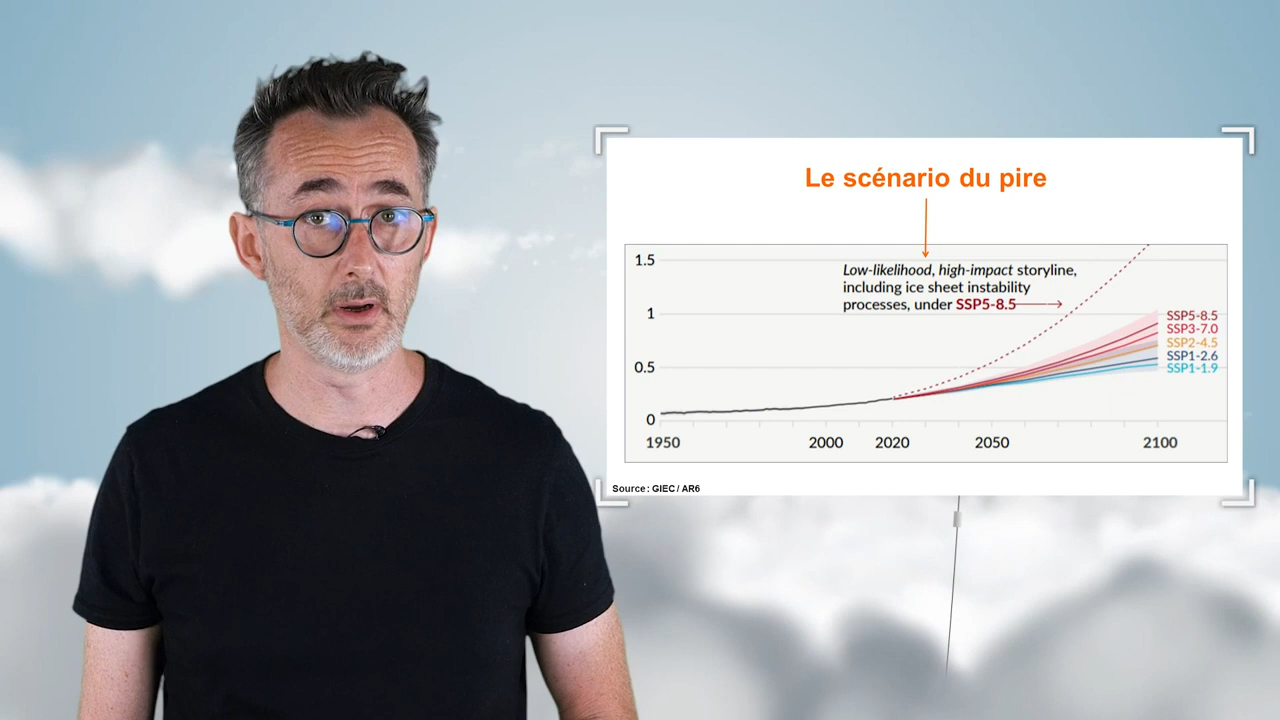 Le scénario du pire
1.5
Low-likelihood, high-impact storyline,
including ice sheet instability
processes, under SSP5-8.5
1
SSP5-8.5
SSP3-7.0
SSP2-4.5
SSP1-2.6
SSP1-1.9
0.5
0
1950
2000
2020
2050
2100
Source : GIEC / AR6